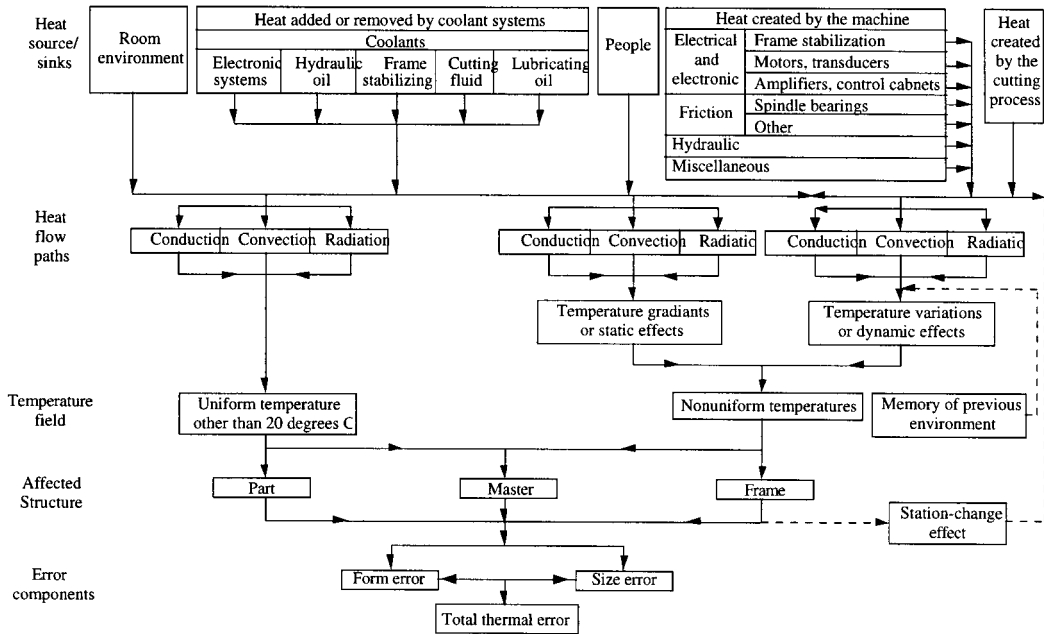 Heat
source/
sinks
Room
environment
Heat added or removed by coolant systems
Coolants
Electronic
systems
Hydraulic
oil
Frame
stabilizing
Cutting
fluid
Lubricating
oil
People
Heat created by the machine
Electrical
and
electronic
Frame stabilization
Motors, transducers
Amplifiers, control cabnets
Friction
Spindle bearings
Other
Hydraulic
Miscellaneous
Heat
created
by the
cutting
process
Heat
flow
paths
Conduction
Convection
Radiation
Conduction
Convection
Radiatic
Conduction
Convection
Radiatic
Temperature gradiants
or static effects
Temperature variations
or dynamic effects
Temperature
field
Uniform temperature
other than 20 degrees C
Nonuniform temperatures
Memory of previous
environment
Affected
Structure
Part
Master
Frame
Station-change
effect
Error
components
Form error
Size error
Total thermal error